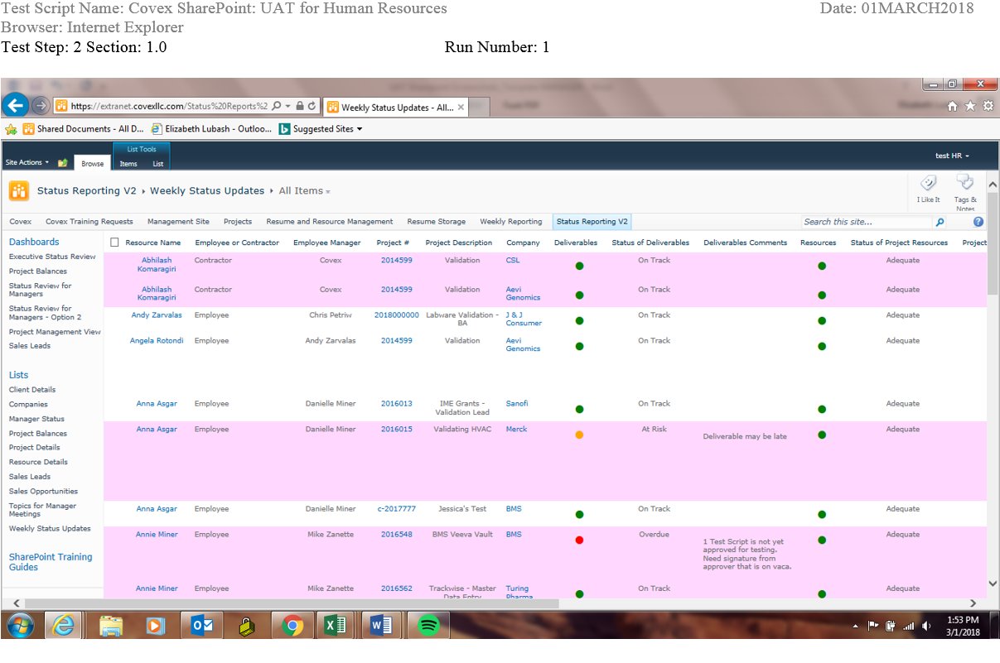 Test Script Name: Covex SharePoint: UAT for Human Resources Date: 01MARCH2018
Browser: Internet Explorer
Test Step: 2 Section: 1.0 Run Number: 1
https://extranet.covexllc.com/Status%20Reports%2 Weekly Status Updates - All...
Shared Documents - All D... Elizabeth Lubash - Outloo... Suggested Sites
List Tools
Site Actions Browse Items List test HR
Status Reporting V2 Weekly Status Updates All Items
I Like It Tags & Notes
Covex Covex Training Requests Management Site Projects Resume and Resource Management Resume Storage Weekly Reporting Status Reporting V2 Search this site...
Dashboards
Executive Status Review
Project Balances
Status Review for
Managers
Status Review for
Managers - Option 2
Project Management View
Sales Leads
Lists
Client Details
Companies
Manager Status
Project Balances
Project Details
Resource Details
Sales Leads
Sales Opportunities
Topics for Manager
Meetings
Weekly Status Updates
SharePoint Training
Guides
Resource Name Employee or Contractor Employee Manager Project # Project Description Company Deliverables Status of Deliverables Deliverables Comments Resources Status of Project Resources Project
Abhilash Contractor Covex 2014599 Validation CSL On Track Adequate
Komaragiri
Abhilash Contractor Covex 2014599 Validation Aevi On Track Adequate
Komaragiri Genomics
Andy Zarvalas Employee Chris Petriw 2018000000 Labware Validation - J & J On Track Adequate
BA Consumer
Angela Rotondi Employee Andy Zarvalas 2014599 Validation Aevi On Track Adequate
Genomics
Anna Asgar Employee Danielle Miner 2016013 IME Grants - Sanofi On Track Adequate
Validation Lead
Anna Asgar Employee Danielle Miner 2016015 Validating HVAC Merck At Risk Adequate
Deliverable may be late
Anna Asgar Employee Danielle Miner c-2017777 Jessica's Test BMS On Track Adequate
Annie Miner Employee Mike Zanette 2016548 BMS Veeva Vault BMS Overdue Adequate
1 Test Script is not yet
approved for testing.
Need signature from
approver that is on vaca.
Annie Miner Employee Mike Zanette 2016562 Trackwise - Master Turing On Track Adequate
Data Entry Pharma
1:53 PM
3/1/2018